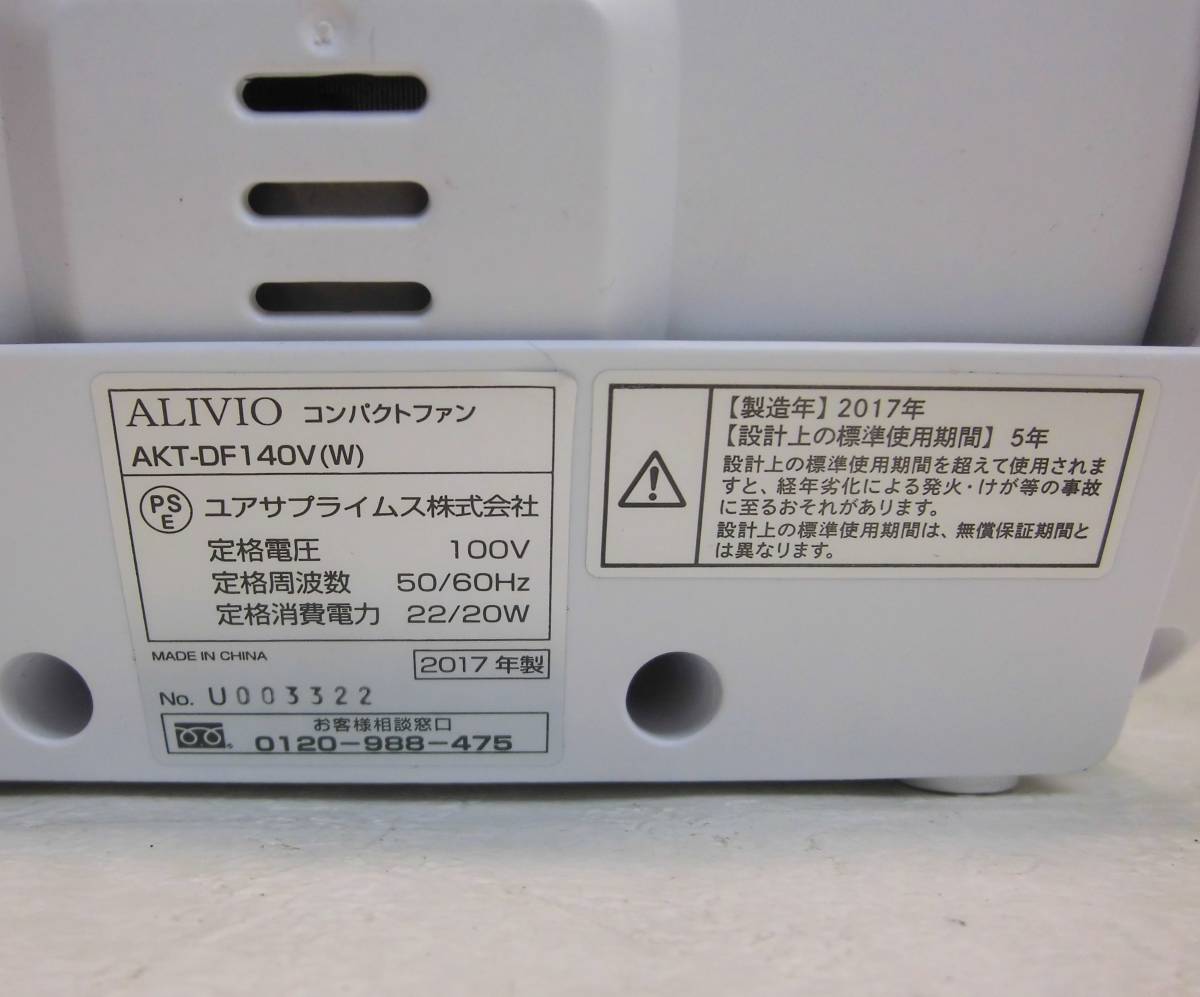 ALIVIO コンパクトファン
AKT-DF140V(W)
PSE ユアサプライムス株式会社
定格電圧 100V
定格周波数 50/60Hz
定格消費電力 22/20W
MADE IN CHINA 2017年製
No. U003322
お客様相談窓口
0120-988-475
【製造年】2017年
【設計上の標準使用期間】5年
設計上の標準使用期間を超えて使用されま
すと、経年劣化による発火・けが等の事故
に至るおそれがあります。
設計上の標準使用期間は、無償保証期間と
は異なります。